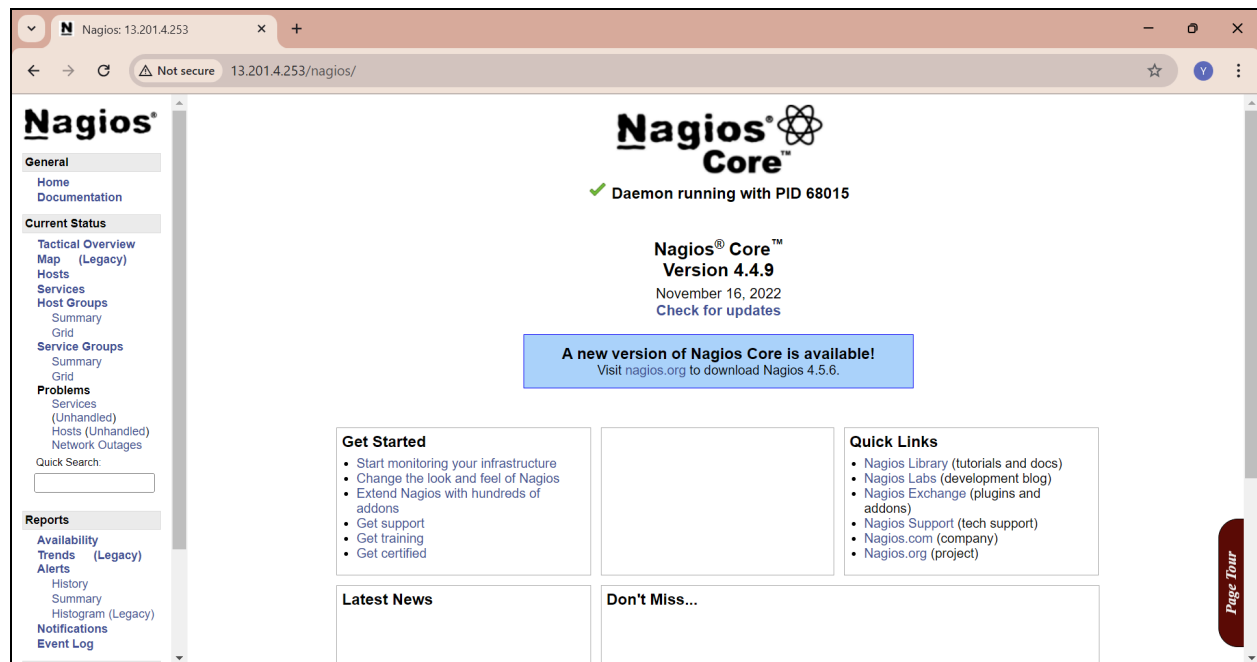 N Nagios: 13.201.4.253
Not secure 13.201.4.253/nagios/
Y
Nagios®
General
Home
Documentation
Current Status
Tactical Overview
Map (Legacy)
Hosts
Services
Host Groups
Summary
Grid
Service Groups
Summary
Grid
Problems
Services
(Unhandled)
Hosts (Unhandled)
Network Outages
Quick Search:
Reports
Availability
Trends (Legacy)
Alerts
History
Summary
Histogram (Legacy)
Notifications
Event Log
Nagios®
Core™
Daemon running with PID 68015
Nagios® Core™
Version 4.4.9
November 16, 2022
Check for updates
A new version of Nagios Core is available!
Visit nagios.org to download Nagios 4.5.6.
Get Started
• Start monitoring your infrastructure
• Change the look and feel of Nagios
• Extend Nagios with hundreds of
addons
• Get support
• Get training
• Get certified
Quick Links
• Nagios Library (tutorials and docs)
• Nagios Labs (development blog)
• Nagios Exchange (plugins and
addons)
• Nagios Support (tech support)
• Nagios.com (company)
• Nagios.org (project)
Latest News
Don't Miss...
Page Tour